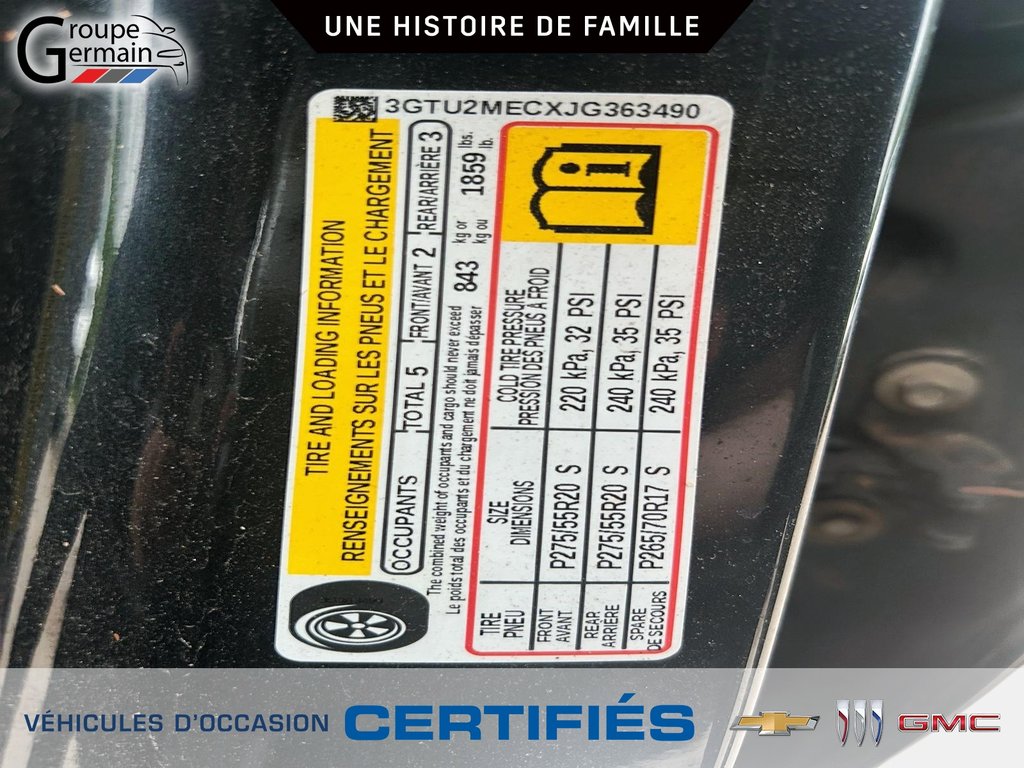 Groupe
Germain
UNE HISTOIRE DE FAMILLE
3GTU2MECXJG363490
TIRE AND LOADING INFORMATION
RENSEIGNEMENTS SUR LES PNEUS ET LE CHARGEMENT
OCCUPANTS TOTAL 5 FRONT/AVANT 2 REAR/ARRIÈRE 3
The combined weight of occupants and cargo should never exceed 843 kg or 1859 lbs.
Le poids total des occupants et du chargement ne doit jamais dépasser kg ou lb.
TIRE SIZE COLD TIRE PRESSURE
PNEU DIMENSIONS PRESSION DES PNEUS À FROID
FRONT
AVANT P275/55R20 S 220 kPa, 32 PSI
REAR
ARRIÈRE P275/55R20 S 240 kPa, 35 PSI
SPARE
DE SECOURS P265/70R17 S 240 kPa, 35 PSI
i
VÉHICULES D'OCCASION CERTIFIÉS
GMC